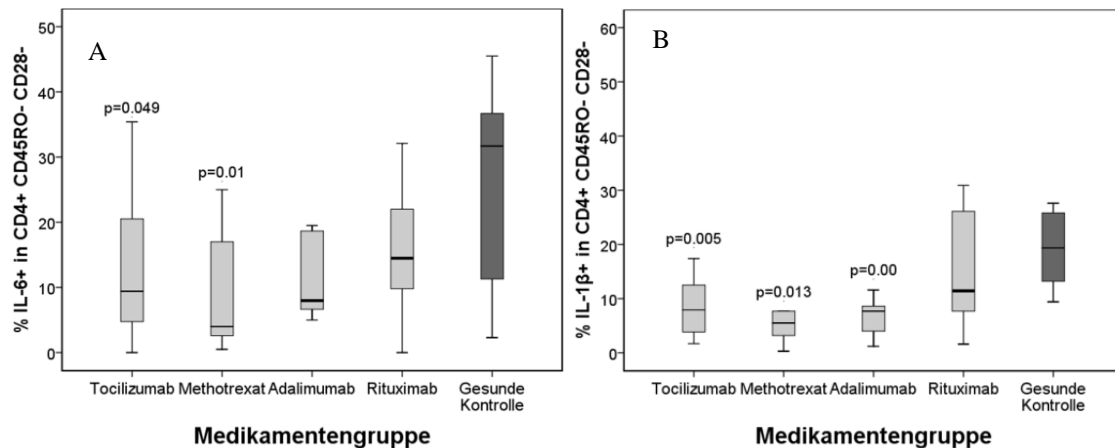 A
% IL-6+ in CD4+ CD45RO- CD28-
50
40
30
20
10
0
p=0.049
p=0.01
Tocilizumab
Methotrexat
Adalimumab
Rituximab
Gesunde
Kontrolle
Medikamentengruppe
B
% IL-1β+ in CD4+ CD45RO- CD28-
60
50
40
30
20
10
0
p=0.005
p=0.013
p=0.00
Tocilizumab
Methotrexat
Adalimumab
Rituximab
Gesunde
Kontrolle
Medikamentengruppe